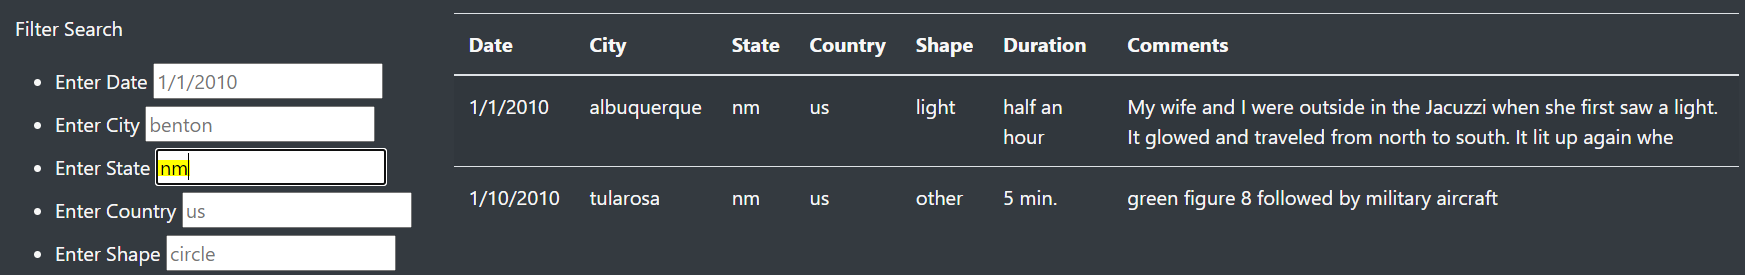 Filter Search
Enter Date 1/1/2010
Enter City benton
Enter State nm
Enter Country us
Enter Shape circle
Date City State Country Shape Duration Comments
1/1/2010 albuquerque nm us light half an My wife and I were outside in the Jacuzzi when she first saw a light.
hour It glowed and traveled from north to south. It lit up again whe
1/10/2010 tularosa nm us other 5 min. green figure 8 followed by military aircraft